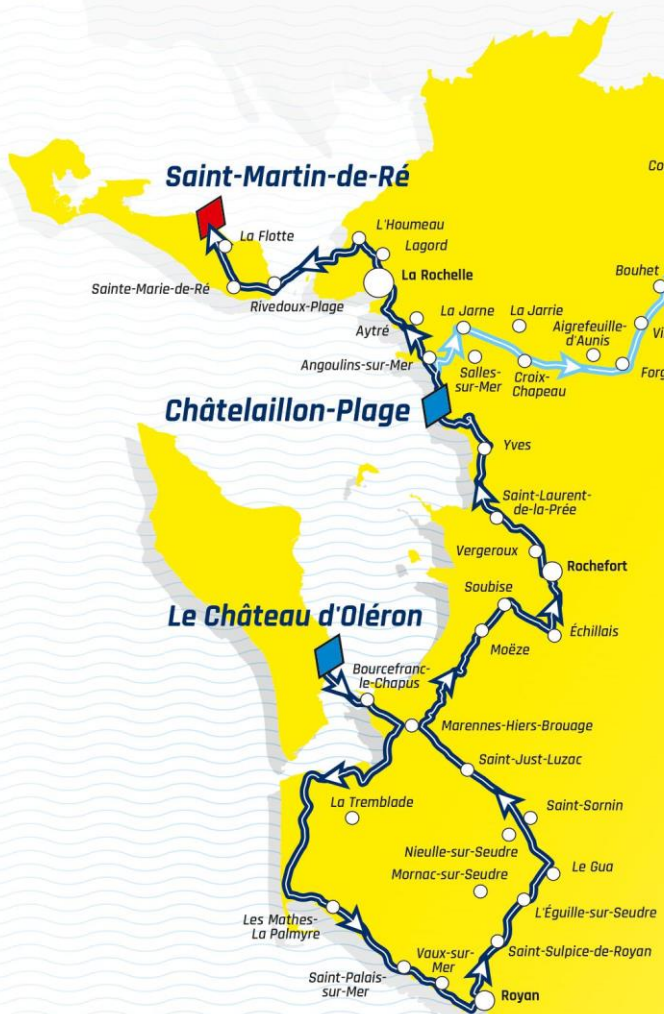 Co
Saint-Martin-de-Ré
L'Houmeau
La Flotte
Lagord
La Rochelle
Bouhet
Sainte-Marie-de-Ré
Rivedoux-Plage
La Jarne
La Jarrie
Aytré
Aigrefeuille-
d'Aunis
Vi
Angoulins-sur-Mer
Salles-
sur-Mer
Croix-
Chapeau
Forg
Châtelaillon-Plage
Yves
Saint-Laurent-
de-la-Prée
Vergeroux
Rochefort
Soubise
Le Château d'Oléron
Échillais
Moëze
Bourcefranc-
le-Chapus
Marennes-Hiers-Brouage
Saint-Just-Luzac
La Tremblade
Saint-Sornin
Nieulle-sur-Seudre
Mornac-sur-Seudre
Le Gua
Les Mathes-
La Palmyre
L'Éguille-sur-Seudre
Vaux-sur-
Mer
Saint-Sulpice-de-Royan
Saint-Palais-
sur-Mer
Royan